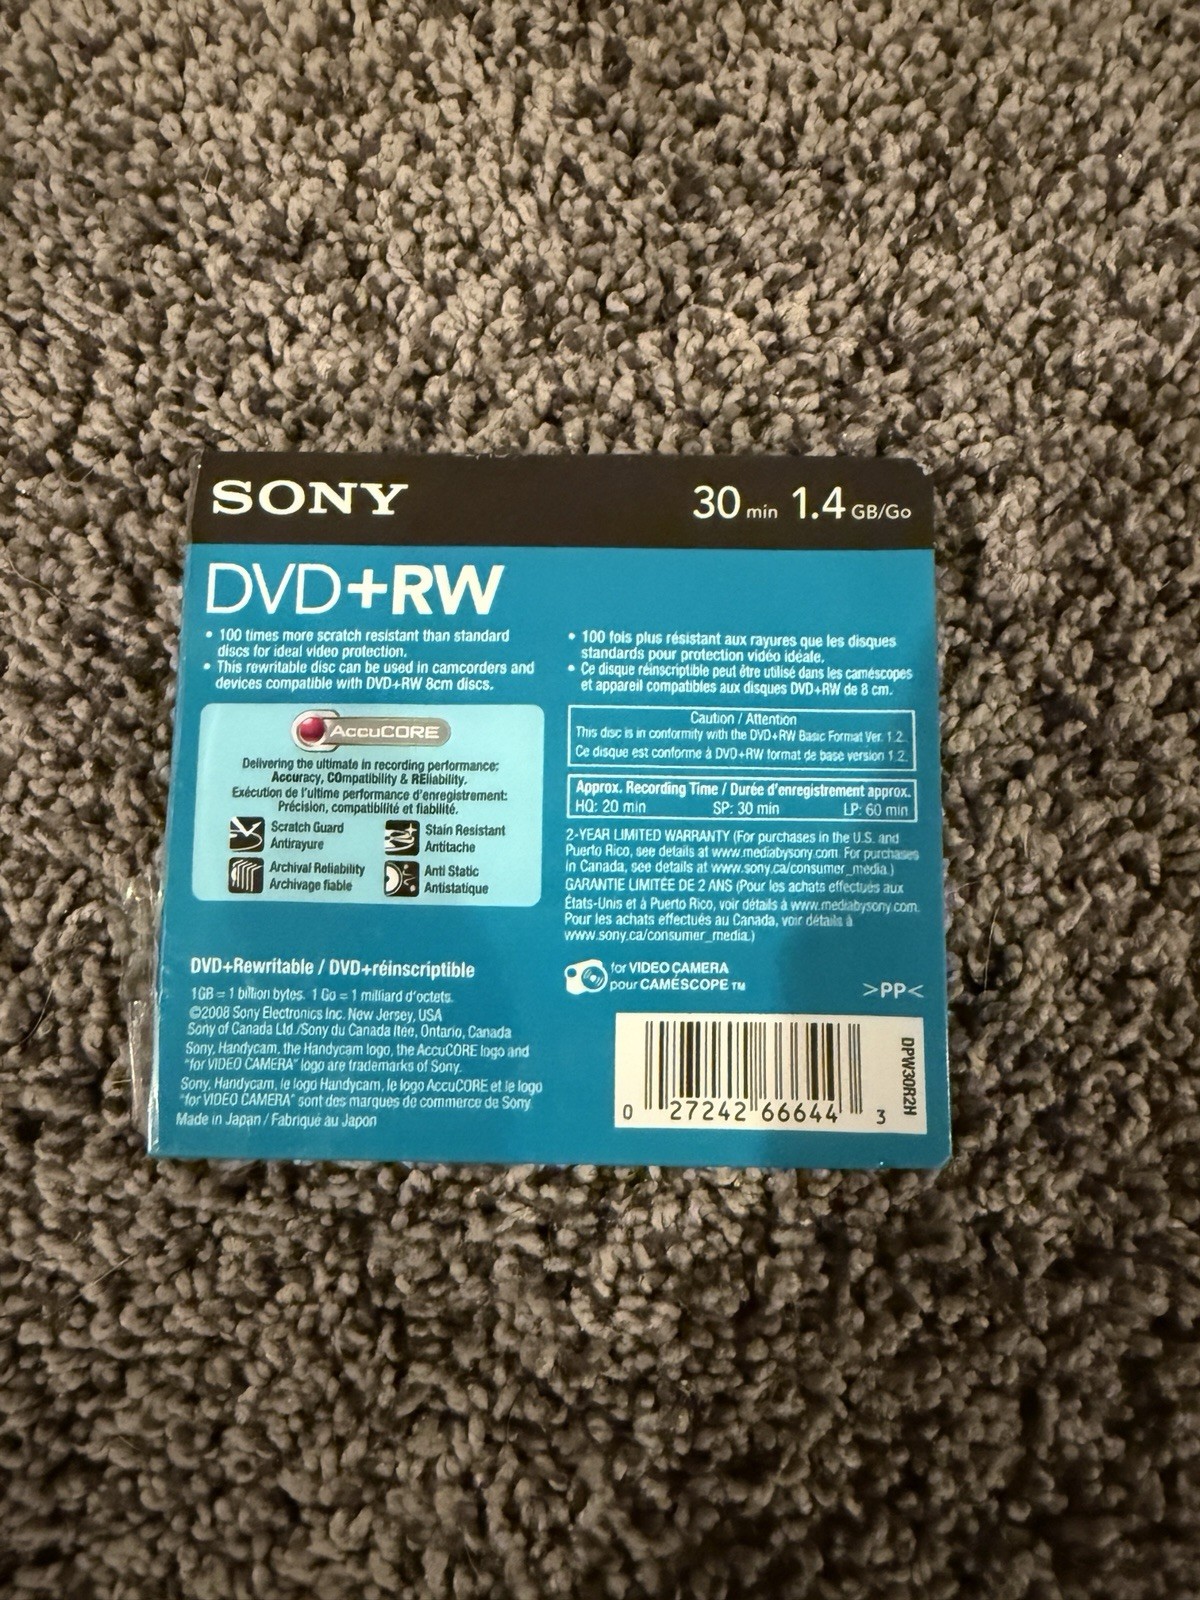 SONY
30 min 1.4 GB/Go
DVD+RW
• 100 times more scratch resistant than standard
discs for ideal video protection.
• This rewritable disc can be used in camcorders and
devices compatible with DVD+RW 8cm discs.
• 100 fois plus résistant aux rayures que les disques
standards pour protection vidéo idéale.
• Ce disque réinscriptible peut être utilisé dans les caméscopes
et appareil compatibles aux disques DVD+RW de 8 cm.
AccuCORE
Delivering the ultimate in recording performance:
Accuracy, COmpatibility & REliability.
Exécution de l'ultime performance d'enregistrement:
Précision, compatibilité et fiabilité.
Scratch Guard
Antirayure
Stain Resistant
Antitache
Archival Reliability
Archivage fiable
Anti Static
Antistatique
Caution / Attention
This disc is in conformity with the DVD+RW Basic Format Ver. 1.2.
Ce disque est conforme à DVD+RW format de base version 1.2.
Approx. Recording Time / Durée d'enregistrement approx.
HQ: 20 min SP: 30 min LP: 60 min
2-YEAR LIMITED WARRANTY (For purchases in the U.S. and
Puerto Rico, see details at www.mediabysony.com. For purchases
in Canada, see details at www.sony.ca/consumer_media.)
GARANTIE LIMITÉE DE 2 ANS (Pour les achats effectués aux
États-Unis et à Puerto Rico, voir détails à www.mediabysony.com.
Pour les achats effectués au Canada, voir détails à
www.sony.ca/consumer_media.)
DVD+Rewritable / DVD+réinscriptible
1GB = 1 billion bytes. 1 Go = 1 milliard d'octets.
©2008 Sony Electronics Inc. New Jersey, USA
Sony of Canada Ltd./Sony du Canada ltée, Ontario, Canada
Sony, Handycam, the Handycam logo, the AccuCORE logo and
"for VIDEO CAMERA" logo are trademarks of Sony.
Sony, Handycam, le logo Handycam, le logo AccuCORE et le logo
"for VIDEO CAMERA" sont des marques de commerce de Sony.
Made in Japan / Fabriqué au Japon
for VIDEO CAMERA
pour CAMÉSCOPE TM
>PP<
0 27242 66644 3
DPW30R2H